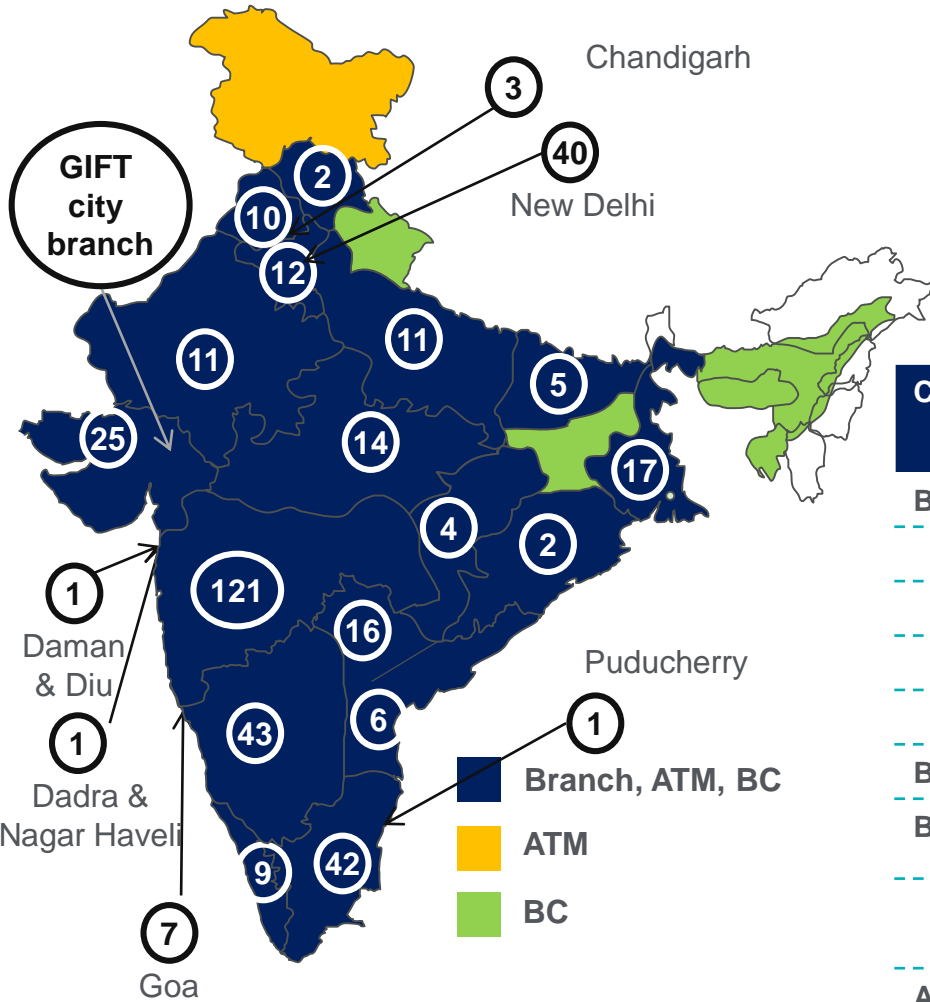 Chandigarh
3
40
New Delhi
GIFT
city
branch
2
10
12
11
11
5
25
14
17
4
2
121
1
Daman
& Diu
16
Puducherry
1
43
6
1
Dadra &
Nagar Haveli
Branch, ATM, BC
ATM
BC
9
42
7
Goa
C
B
B
B
A